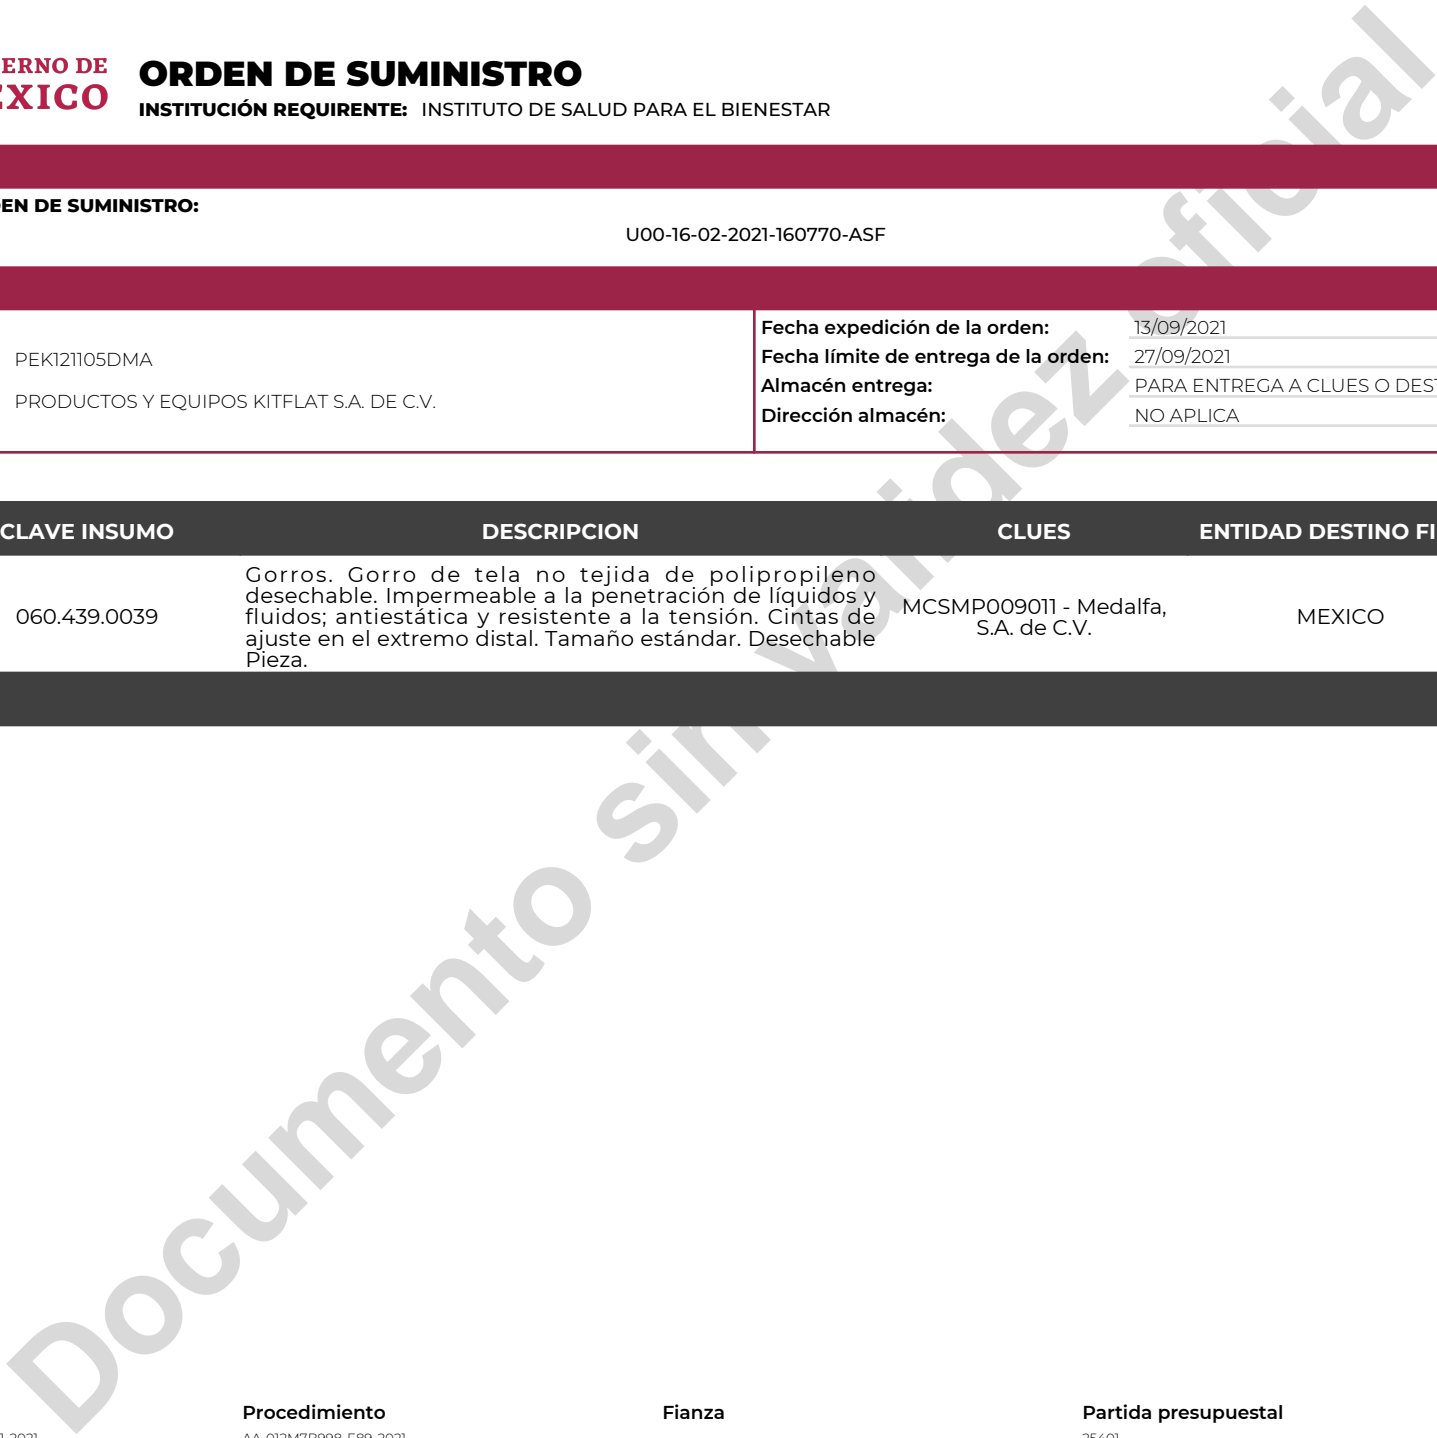 ERNO DE
EXICO
ORDEN DE SUMINISTRO
INSTITUCIÓN REQUIRENTE: INSTITUTO DE SALUD PARA EL BIENESTAR
EN DE SUMINISTRO:
U00-16-02-2021-160770-ASF
PEK121105DMA
PRODUCTOS Y EQUIPOS KITFLAT S.A. DE C.V.
Fecha expedición de la orden: 13/09/2021
Fecha límite de entrega de la orden: 27/09/2021
Almacén entrega: PARA ENTREGA A CLUES O DEST
Dirección almacén: NO APLICA
CLAVE INSUMO DESCRIPCION CLUES ENTIDAD DESTINO FI
060.439.0039
Gorros. Gorro de tela no tejida de polipropileno
desechable. Impermeable a la penetración de líquidos y
fluidos; antiestática y resistente a la tensión. Cintas de
ajuste en el extremo distal. Tamaño estándar. Desechable
Pieza.
MCSMP009011 - Medalfa,
S.A. de C.V.
MEXICO
Documento sin validez oficial
Procedimiento Fianza Partida presupuestal